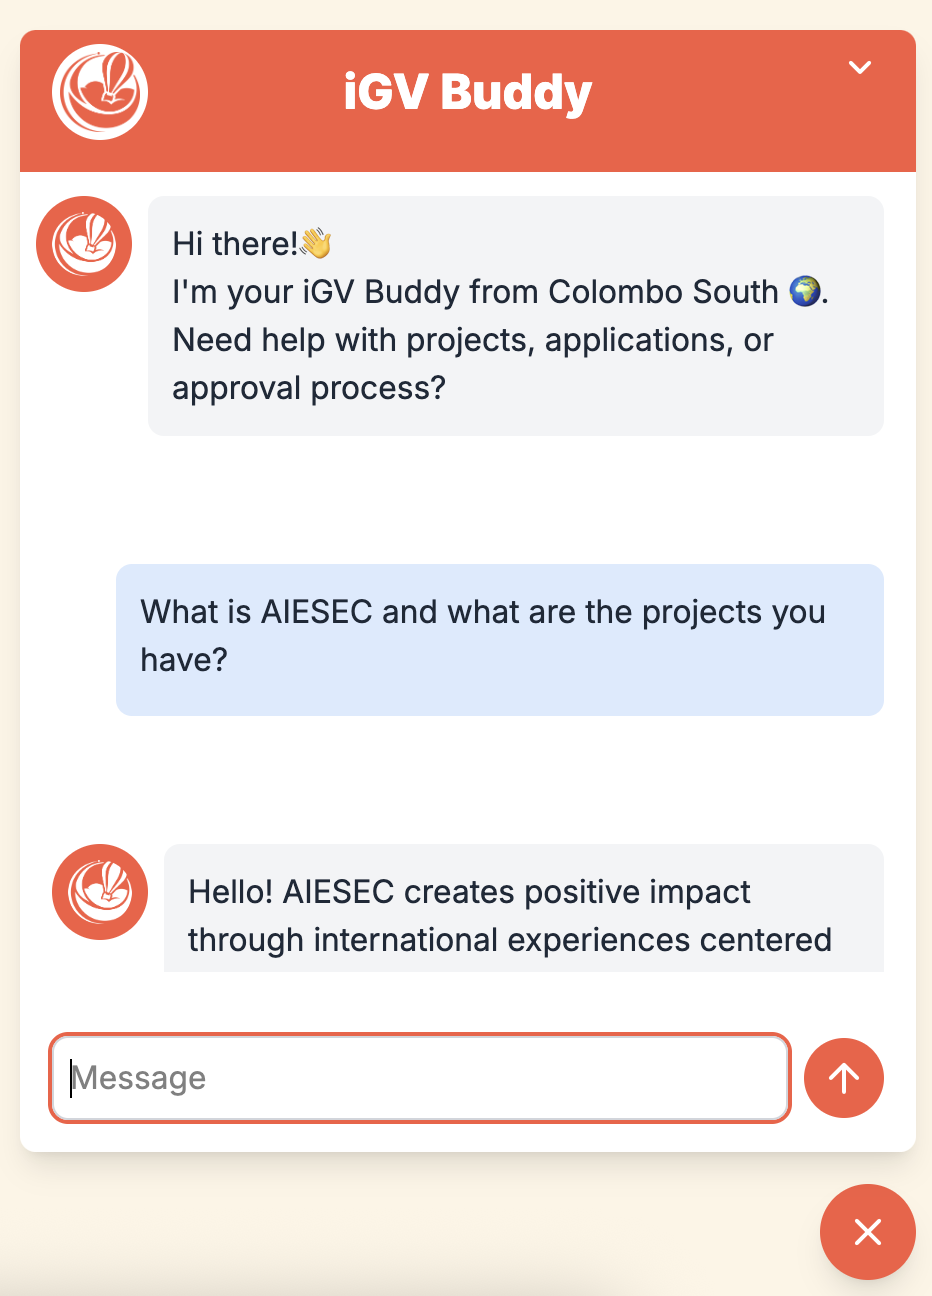 iGV Buddy
Hi there!👋
I'm your iGV Buddy from Colombo South 🌍.
Need help with projects, applications, or
approval process?
What is AIESEC and what are the projects you
have?
Hello! AIESEC creates positive impact
through international experiences centered
Message